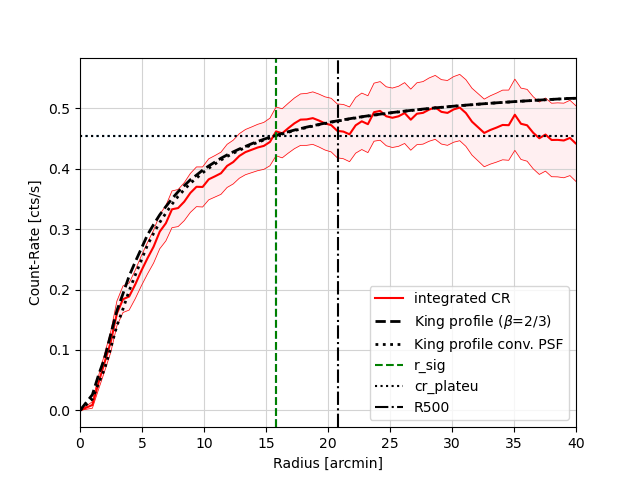 0.5
0.4
0.3
0.2
0.1
0.0
Count-Rate [cts/s]
integrated CR
King profile (β=2/3)
King profile conv. PSF
r_sig
cr_plateu
R500
0 5 10 15 20 25 30 35 40
Radius [arcmin]